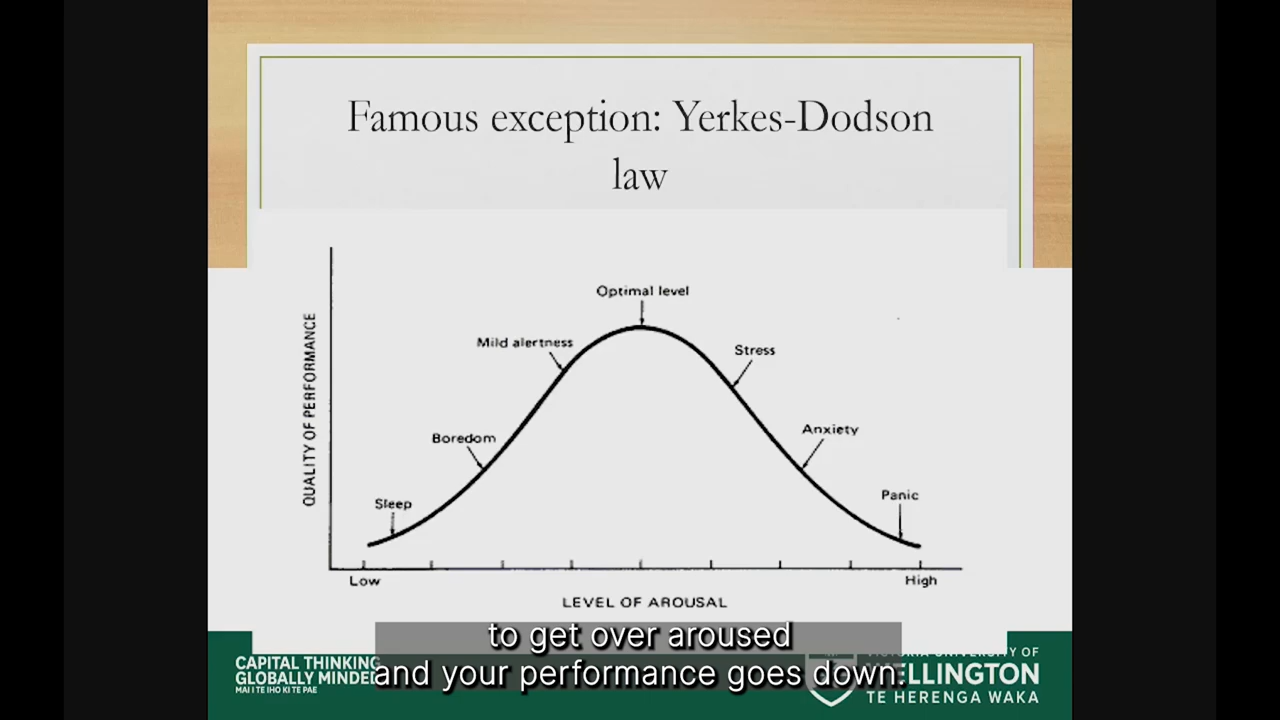 Famous exception: Yerkes-Dodson
law
Optimal level
Mild alertness
Stress
Anxiety
Boredom
Panic
Sleep
QUALITY OF PERFORMANCE
Low
High
LEVEL OF AROUSAL
to get over aroused
and your performance goes down.
CAPITAL THINKING
GLOBALLY MINDED
MAI I TE IHO KI TE PAE
UNIVERSITY OF
WELLINGTON
TE HERENGA WAKA